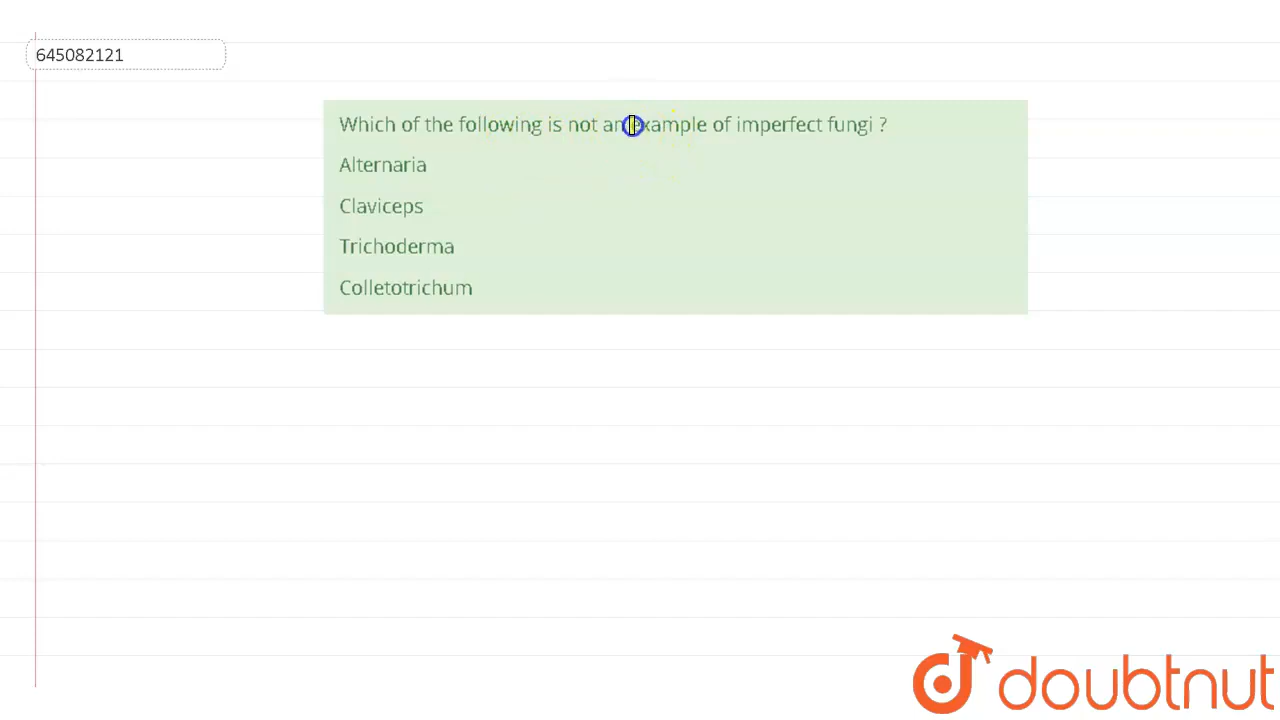 645082121
Which of the following is not an example of imperfect fungi ?
Alternaria
Claviceps
Trichoderma
Colletotrichum
doubtnut